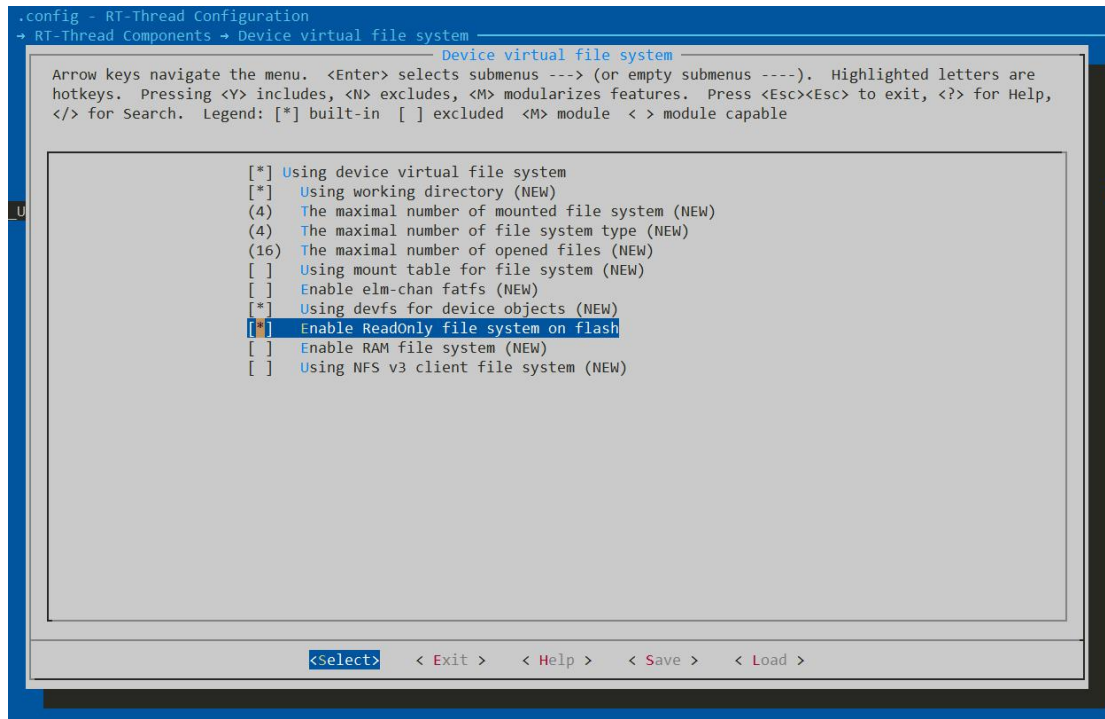 .config - RT-Thread Configuration
→ RT-Thread Components → Device virtual file system
Device virtual file system
Arrow keys navigate the menu.  <Enter> selects submenus ---> (or empty submenus ----).  Highlighted letters are
hotkeys.  Pressing <Y> includes, <N> excludes, <M> modularizes features.  Press <Esc><Esc> to exit, <?> for Help,
</> for Search.  Legend: [*] built-in  [ ] excluded  <M> module  < > module capable
[*] Using device virtual file system
[*]   Using working directory (NEW)
(4)   The maximal number of mounted file system (NEW)
(4)   The maximal number of file system type (NEW)
(16)  The maximal number of opened files (NEW)
[ ]   Using mount table for file system (NEW)
[ ]   Enable elm-chan fatfs (NEW)
[*]   Using devfs for device objects (NEW)
[*]   Enable ReadOnly file system on flash
[ ]   Enable RAM file system (NEW)
[ ]   Using NFS v3 client file system (NEW)
_U
<Select>    < Exit >    < Help >    < Save >    < Load >